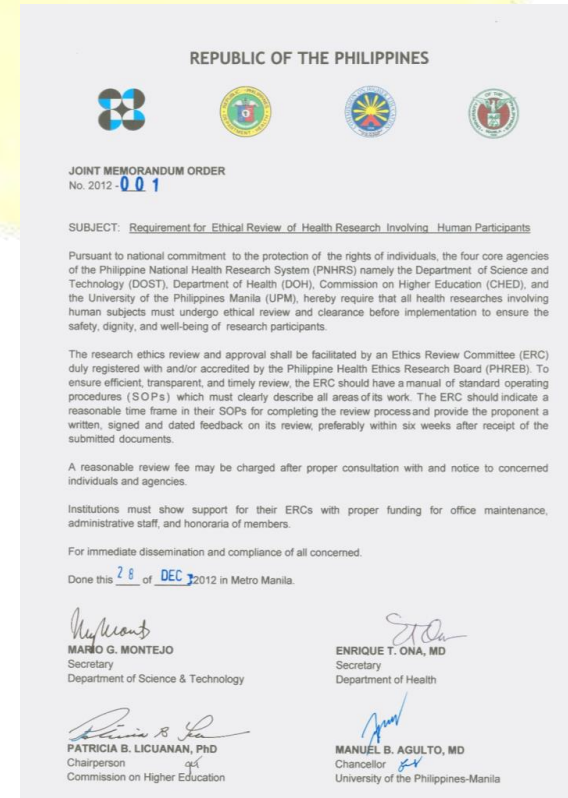 REPUBLIC OF THE PHILIPPINES
JOINT MEMORANDUM ORDER
No. 2012 - 001
SUBJECT: Requirement for Ethical Review of Health Research Involving Human Participants
Pursuant to national commitment to the protection of the rights of individuals, the four core agencies
of the Philippine National Health Research System (PNHRS) namely the Department of Science and
Technology (DOST), Department of Health (DOH), Commission on Higher Education (CHED), and
the University of the Philippines Manila (UPM), hereby require that all health researches involving
human subjects must undergo ethical review and clearance before implementation to ensure the
safety, dignity, and well-being of research participants.
The research ethics review and approval shall be facilitated by an Ethics Review Committee (ERC)
duly registered with and/or accredited by the Philippine Health Ethics Research Board (PHREB). To
ensure efficient, transparent, and timely review, the ERC should have a manual of standard operating
procedures (SOPs) which must clearly describe all areas of its work. The ERC should indicate a
reasonable time frame in their SOPs for completing the review process and provide the proponent a
written, signed and dated feedback on its review, preferably within six weeks after receipt of the
submitted documents.
A reasonable review fee may be charged after proper consultation with and notice to concerned
individuals and agencies.
Institutions must show support for their ERCs with proper funding for office maintenance,
administrative staff, and honoraria of members.
For immediate dissemination and compliance of all concerned.
Done this 28 of DEC 2012 in Metro Manila.
MARIO G. MONTEJO
Secretary
Department of Science & Technology
ENRIQUE T. ONA, MD
Secretary
Department of Health
PATRICIA B. LICUANAN, PhD
Chairperson
Commission on Higher Education
MANUEL B. AGULTO, MD
Chancellor
University of the Philippines-Manila